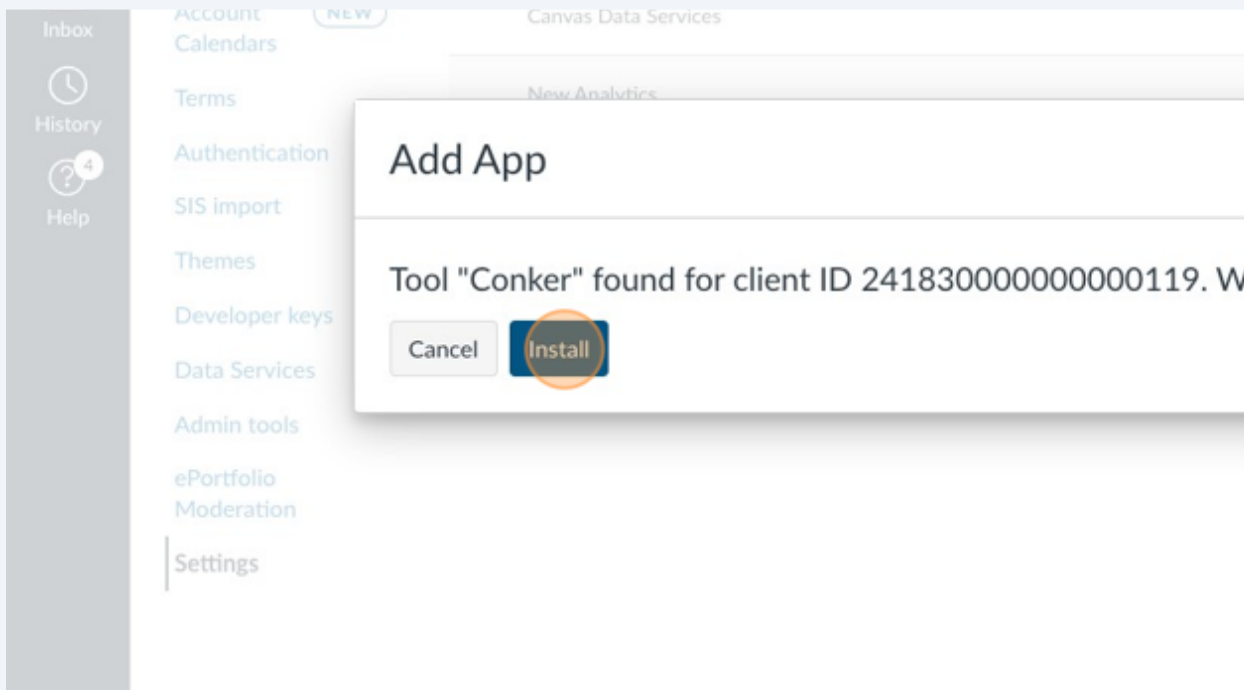 Inbox
History
4
Help
Account NEW
Calendars
Terms
Authentication
SIS import
Themes
Developer keys
Data Services
Admin tools
ePortfolio
Moderation
Settings
Canvas Data Services
New Analytics
Add App
Tool "Conker" found for client ID 241830000000000119. W
Cancel Install